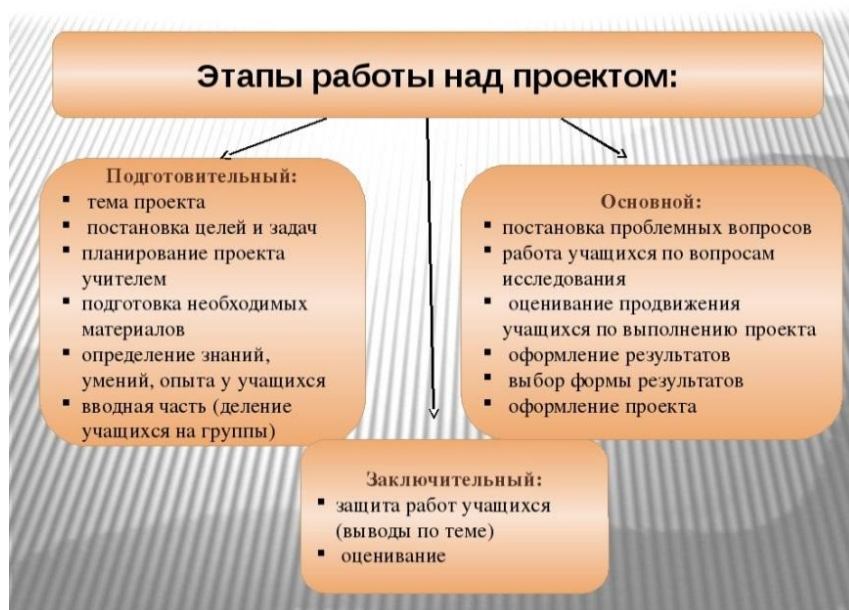 Этапы работы над проектом:
Подготовительный:
▪ тема проекта
▪ постановка целей и задач
▪ планирование проекта
учителем
▪ подготовка необходимых
материалов
▪ определение знаний,
умений, опыта у учащихся
▪ вводная часть (деление
учащихся на группы)
Основной:
▪ постановка проблемных вопросов
▪ работа учащихся по вопросам
исследования
▪ оценивание продвижения
учащихся по выполнению проекта
▪ оформление результатов
▪ выбор формы результатов
▪ оформление проекта
Заключительный:
▪ защита работ учащихся
(выводы по теме)
▪ оценивание